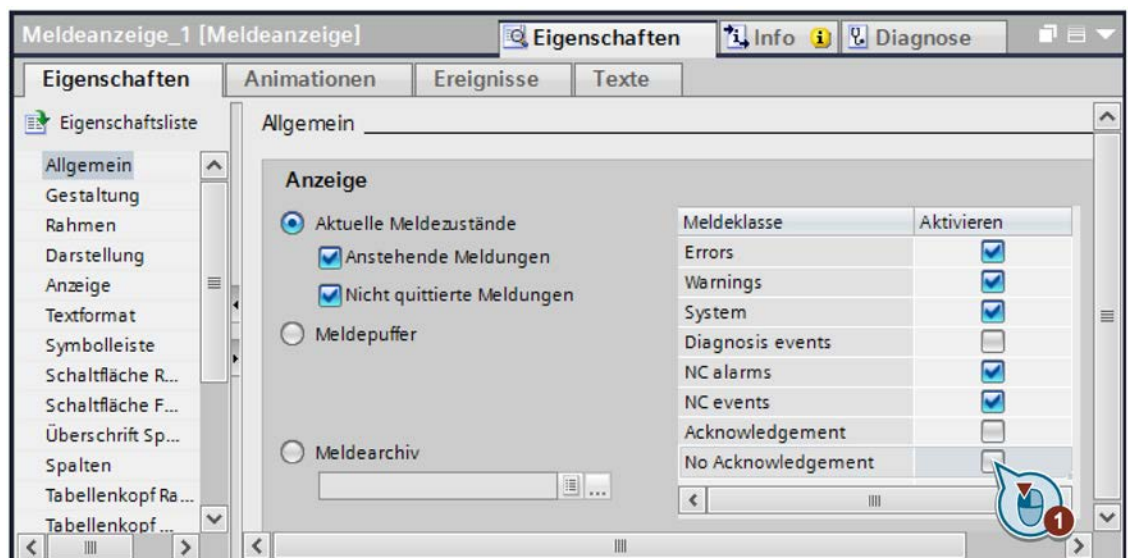 Meldeanzeige_1 [Meldeanzeige] Eigenschaften Info Diagnose
Eigenschaften Animationen Ereignisse Texte
Eigenschaftsliste
Allgemein
Gestaltung
Rahmen
Darstellung
Anzeige
Textformat
Symbolleiste
Schaltfläche R...
Schaltfläche F...
Überschrift Sp...
Spalten
Tabellenkopf Ra...
Tabellenkopf ...
Allgemein
Anzeige
Aktuelle Meldezustände
Anstehende Meldungen
Nicht quittierte Meldungen
Meldepuffer
Meldearchiv
...
Meldeklasse Aktivieren
Errors
Warnings
System
Diagnosis events
NC alarms
NC events
Acknowledgement
No Acknowledgement
1